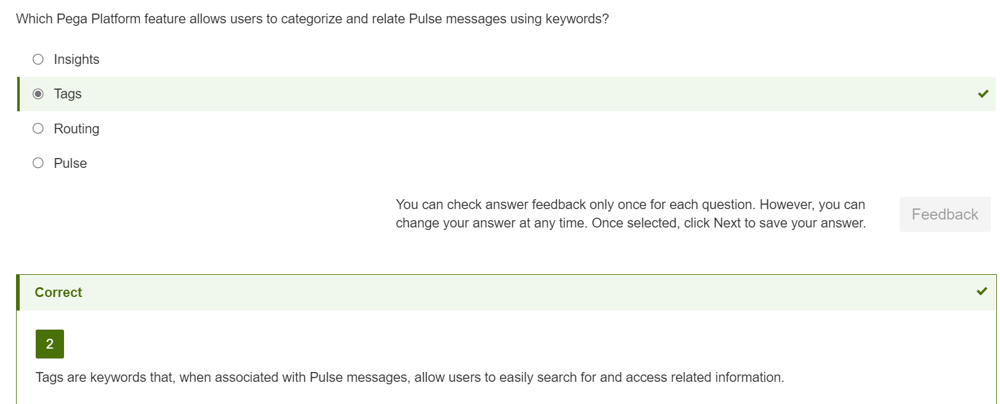 Which Pega Platform feature allows users to categorize and relate Pulse messages using keywords?
Insights
Tags
Routing
Pulse
You can check answer feedback only once for each question. However, you can
change your answer at any time. Once selected, click Next to save your answer.
Feedback
Correct
2
Tags are keywords that, when associated with Pulse messages, allow users to easily search for and access related information.